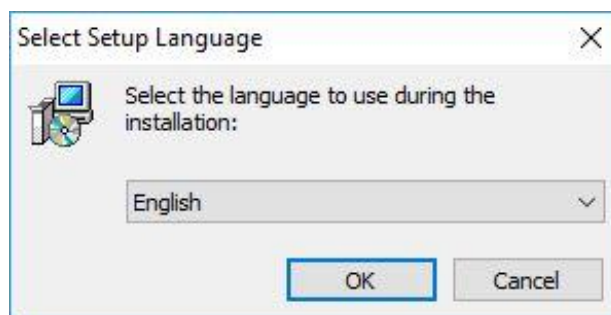 Select Setup Language
Select the language to use during the
installation:
English
OK
Cancel